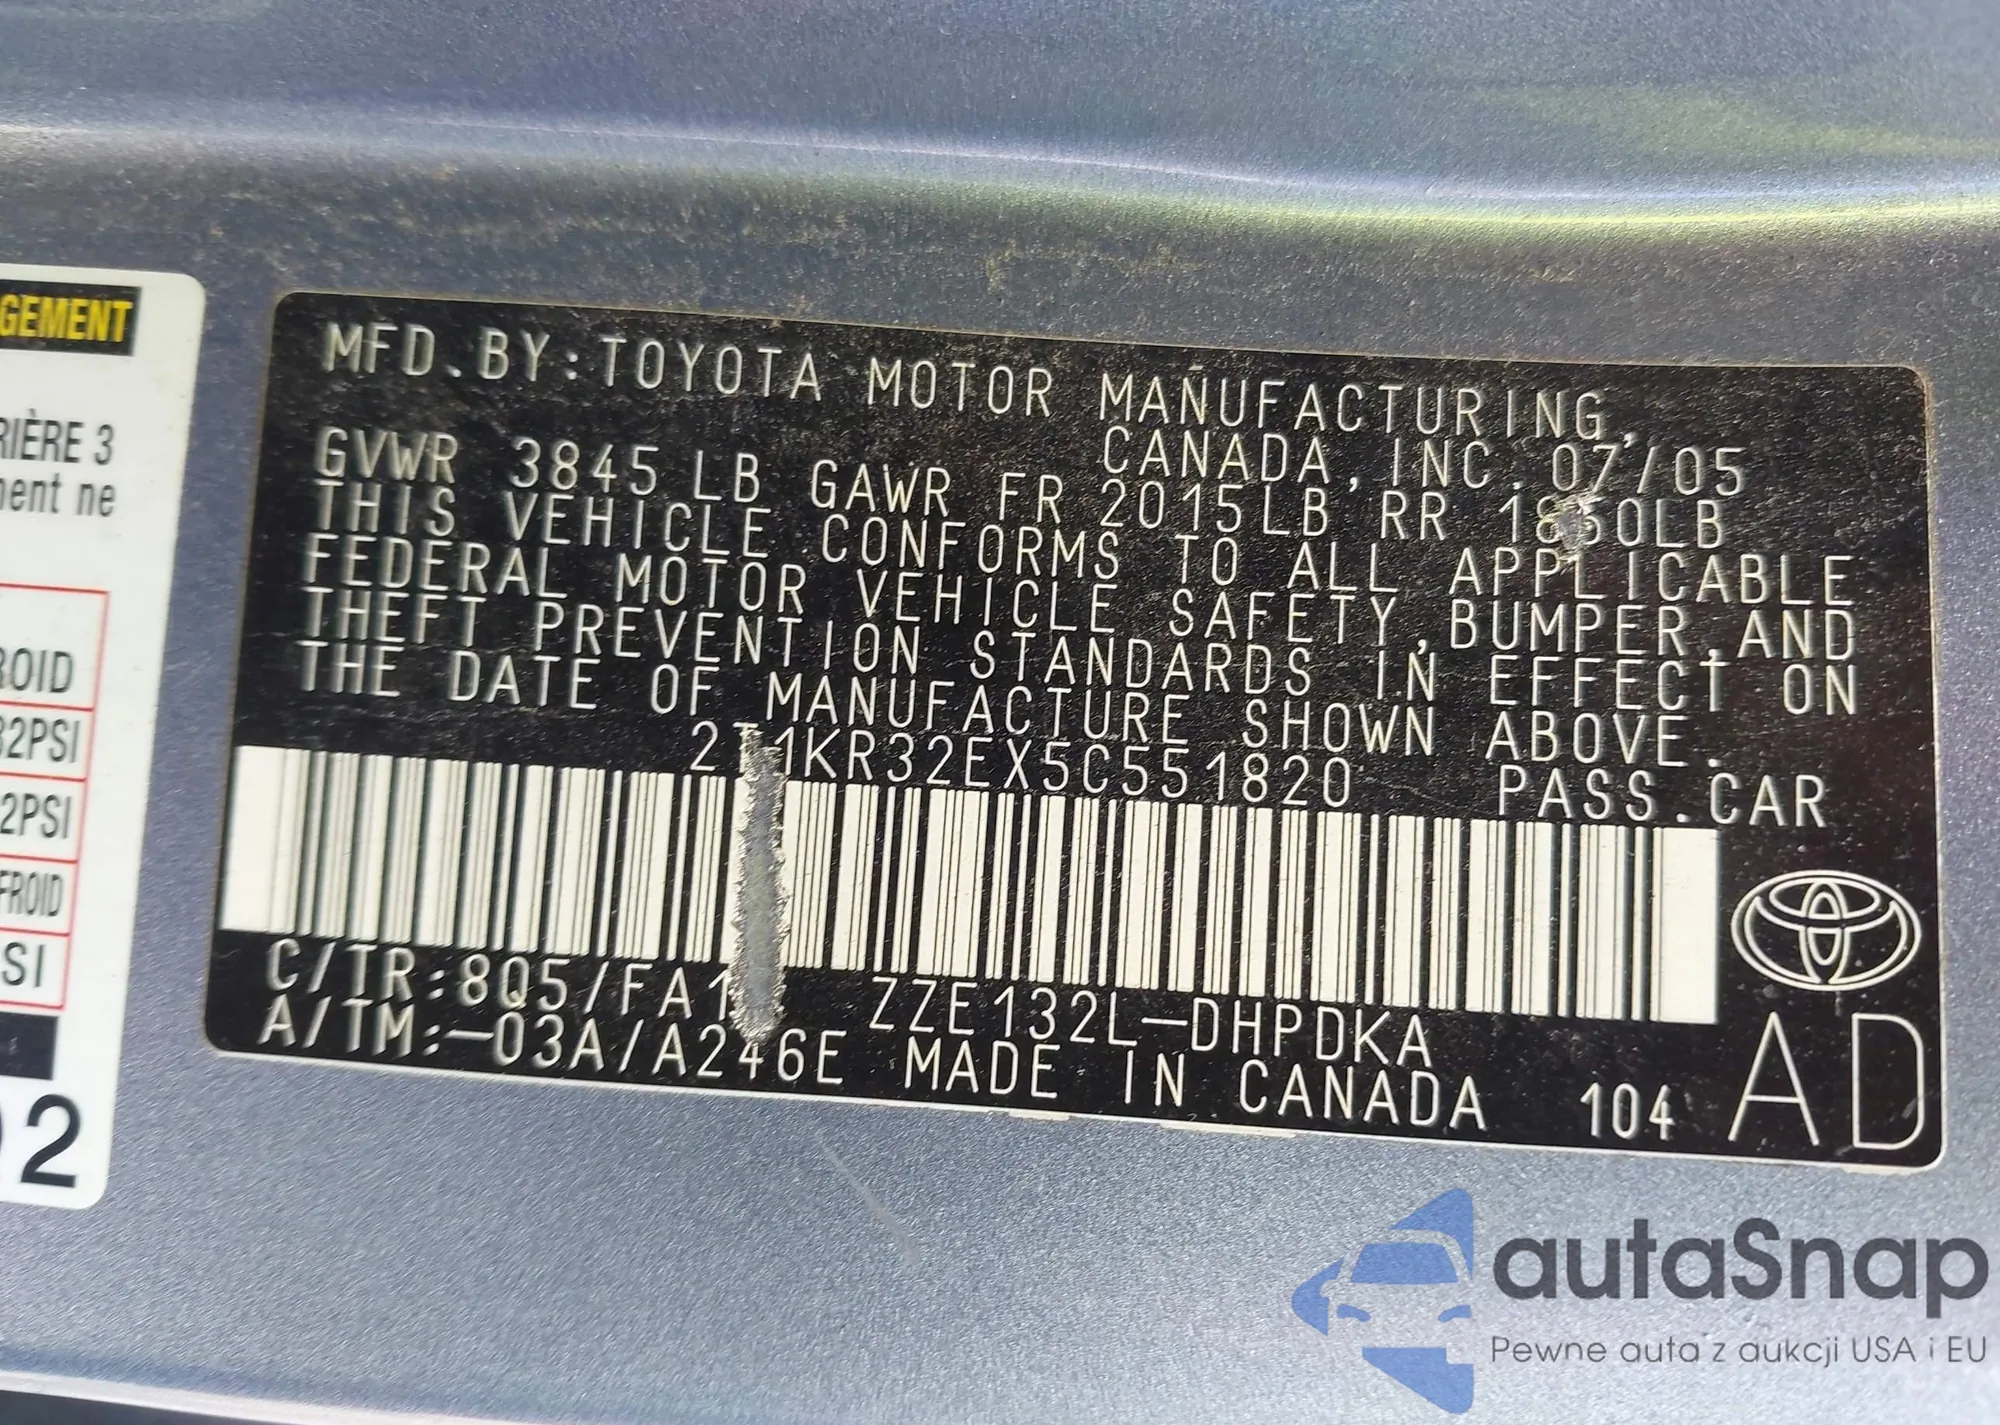 GEMENT
RIÈRE 3
ment ne
ROID
32PSI
2PSI
FROID
SI
2
MFD.BY:TOYOTA MOTOR MANUFACTURING,
CANADA,INC. 07/05
GVWR 3845 LB GAWR FR 2015LB RR 1850LB
THIS VEHICLE CONFORMS TO ALL APPLICABLE
FEDERAL MOTOR VEHICLE SAFETY,BUMPER,AND
THEFT PREVENTION STANDARDS IN EFFECT ON
THE DATE OF MANUFACTURE SHOWN ABOVE.
PASS.CAR
C/TR:8Q5/ ZZE132L-DHPDKA
A/TM:-03A/A246E MADE IN CANADA 104
AD
autaSnap
Pewne auta z aukcji USA i EU